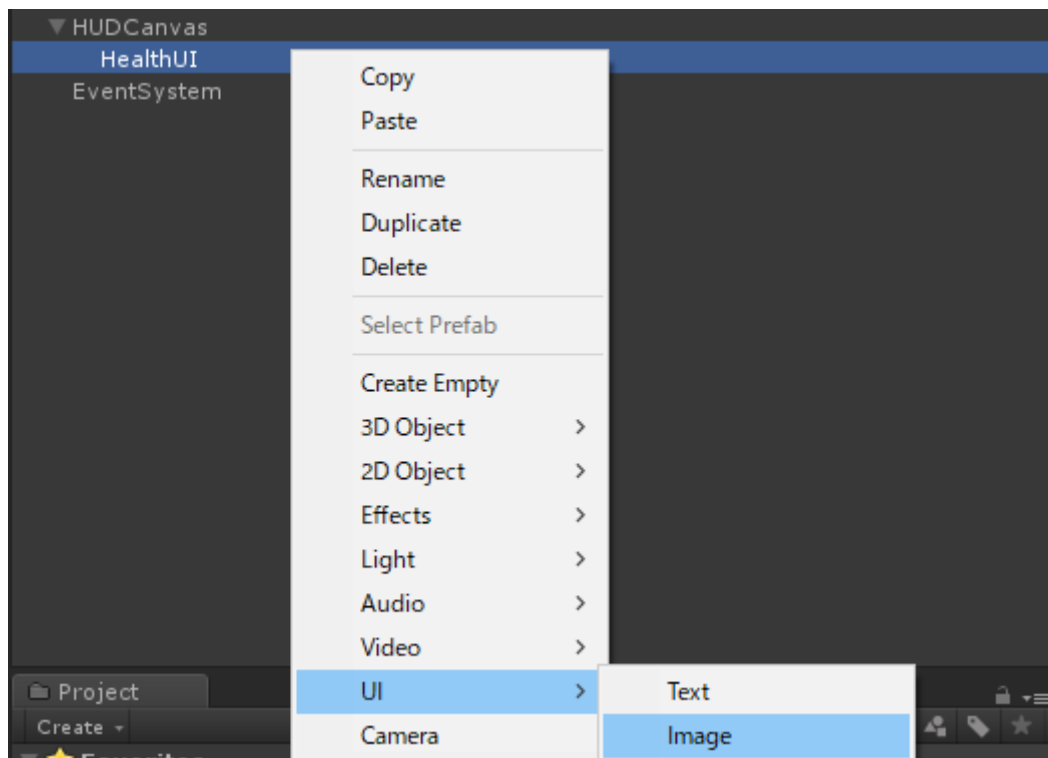 HUDCanvas
HealthUI
EventSystem
Copy
Paste
Rename
Duplicate
Delete
Select Prefab
Create Empty
3D Object
2D Object
Effects
Light
Audio
Video
UI
Camera
Text
Image
Project
Create
Favorites